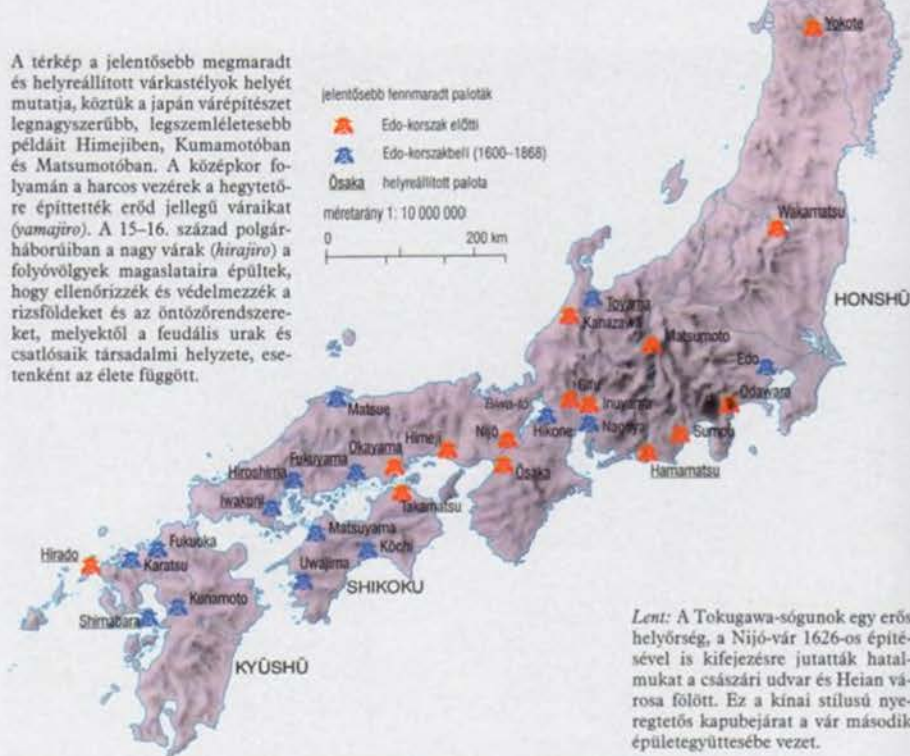 A térkép a jelentősebb megmaradt
és helyreállított várkastélyok helyét
mutatja, köztük a japán várépítészet
legnagyszerűbb, legszemléletesebb
példáit Himejiben, Kumamotóban
és Matsumotóban. A középkor fo-
lyamán a harcos vezérek a hegytető-
re építtették erőd jellegű váraikat
(yamajiro). A 15–16. század polgár-
háborúiban a nagy várak (hirajiro) a
folyóvölgyek magaslataira épültek,
hogy ellenőrizzék és védelmezzék a
rizsföldeket és az öntözőrendszere-
ket, melyektől a feudális urak és
csatlósaik társadalmi helyzete, ese-
tenként az élete függött.
jelentősebb fennmaradt paloták
Edo-korszak előtti
Edo-korszakbeli (1600–1868)
Ōsaka helyreállított palota
méretarány 1: 10 000 000
0 200 km
Yokote
Wakamatsu
HONSHŪ
Toyama
Kanazawa
Matsumoto
Edo
Odawara
Gifu
Inuyama
Biwa-tó
Matsue
Hikone
Nagoya
Sumpu
Nijō
Himeji
Okayama
Fukuyama
Hiroshima
Ōsaka
Hamamatsu
Iwakuni
Takamatsu
Matsuyama
Fukuoka
Hirado
Karatsu
Kōchi
Uwajima
SHIKOKU
Kumamoto
Shimabara
KYŪSHŪ
Lent: A Tokugawa-sógunok egy erős
helyőrség, a Nijó-vár 1626-os építé-
sével is kifejezésre juttatták hatal-
mukat a császári udvar és Heian vá-
rosa fölött. Ez a kínai stílusú nye-
regtetős kapubejárat a vár második
épületegyüttesébe vezet.